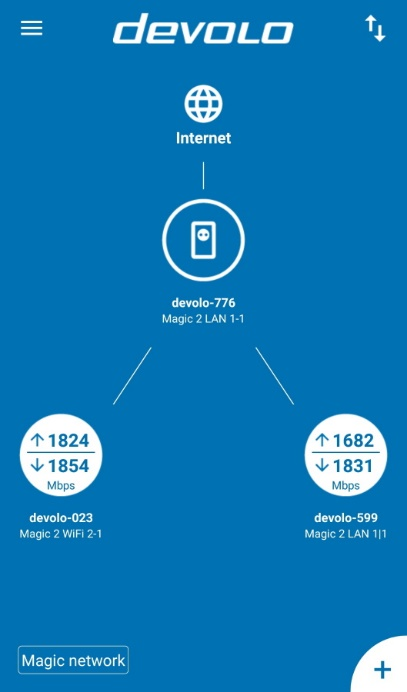 devolo
Internet
devolo-776
Magic 2 LAN 1-1
↑ 1824
↓ 1854
Mbps
devolo-023
Magic 2 WiFi 2-1
↑ 1682
↓ 1831
Mbps
devolo-599
Magic 2 LAN 1|1
Magic network
+